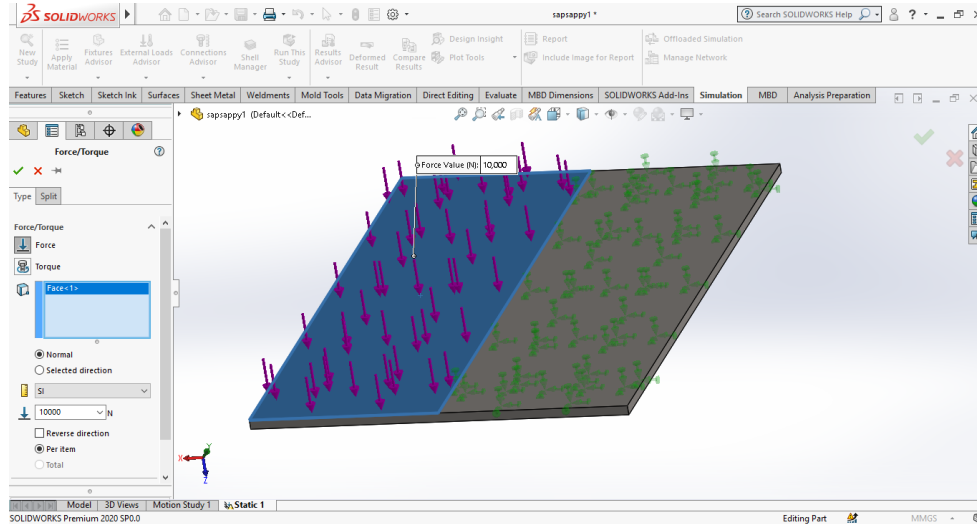 SOLIDWORKS
sapsappy1 *
Search SOLIDWORKS Help
New Study
Apply Material
Fixtures Advisor
External Loads Advisor
Connections Advisor
Shell Manager
Run This Study
Results Advisor
Deformed Result
Compare Results
Design Insight
Plot Tools
Report
Include Image for Report
Offloaded Simulation
Manage Network
Features Sketch Sketch Ink Surfaces Sheet Metal Weldments Mold Tools Data Migration Direct Editing Evaluate MBD Dimensions SOLIDWORKS Add-Ins Simulation MBD Analysis Preparation
sapsappy1 (Default<<Def...
Force/Torque
Type Split
Force/Torque
Force
Torque
Face<1>
Normal
Selected direction
SI
10000 N
Reverse direction
Per item
Total
Force Value (N): 10,000
X Y Z
Model 3D Views Motion Study 1 Static 1
SOLIDWORKS Premium 2020 SP0.0
Editing Part MMGS